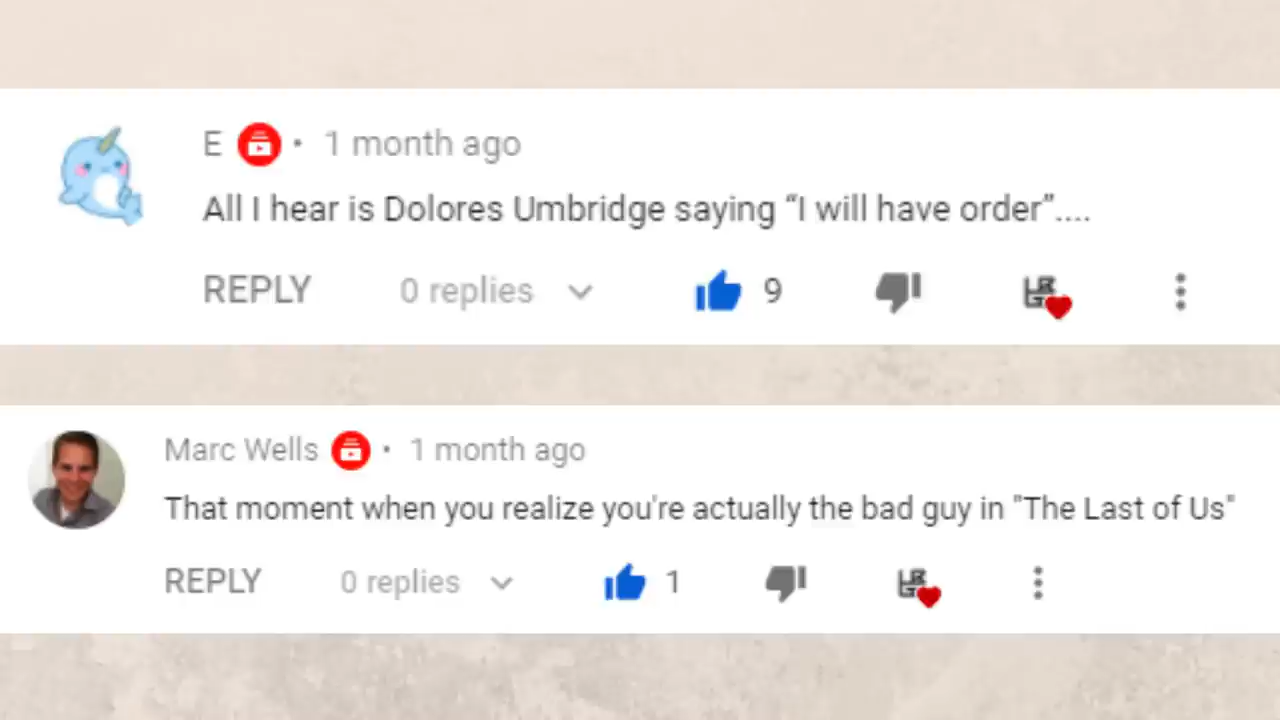 E • 1 month ago
All I hear is Dolores Umbridge saying “I will have order”....
REPLY 0 replies 9
Marc Wells • 1 month ago
That moment when you realize you're actually the bad guy in "The Last of Us"
REPLY 0 replies 1